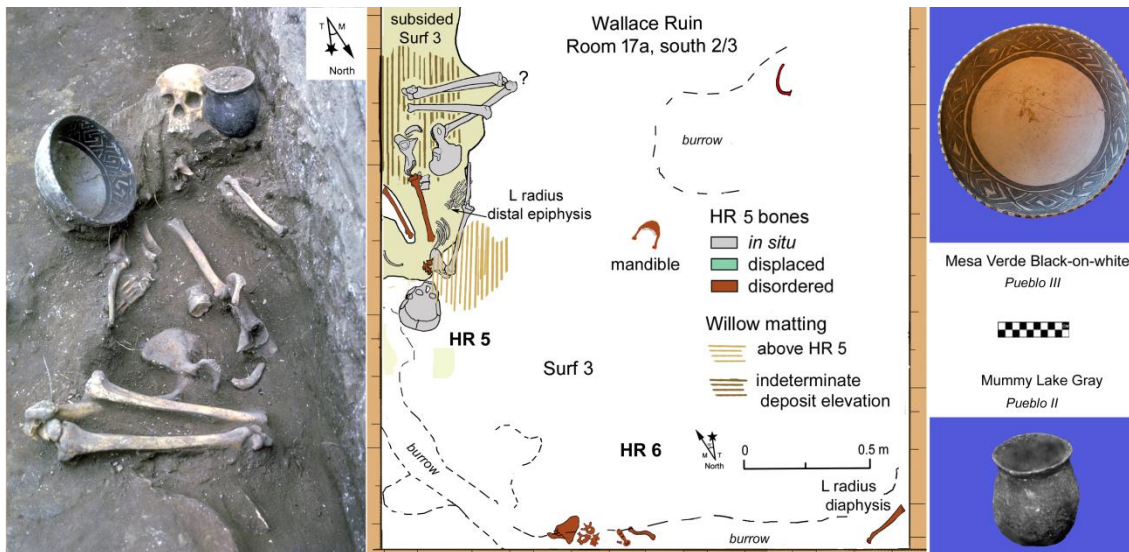 T M
North
subsided
Surf 3
?
L radius
distal epiphysis
HR 5
burrow
Wallace Ruin
Room 17a, south 2/3
burrow
mandible
HR 5 bones
in situ
displaced
disordered
Willow matting
above HR 5
indeterminate
deposit elevation
Surf 3
HR 6
M T
North
0 0.5 m
L radius
diaphysis
burrow
Mesa Verde Black-on-white
Pueblo III
Mummy Lake Gray
Pueblo II